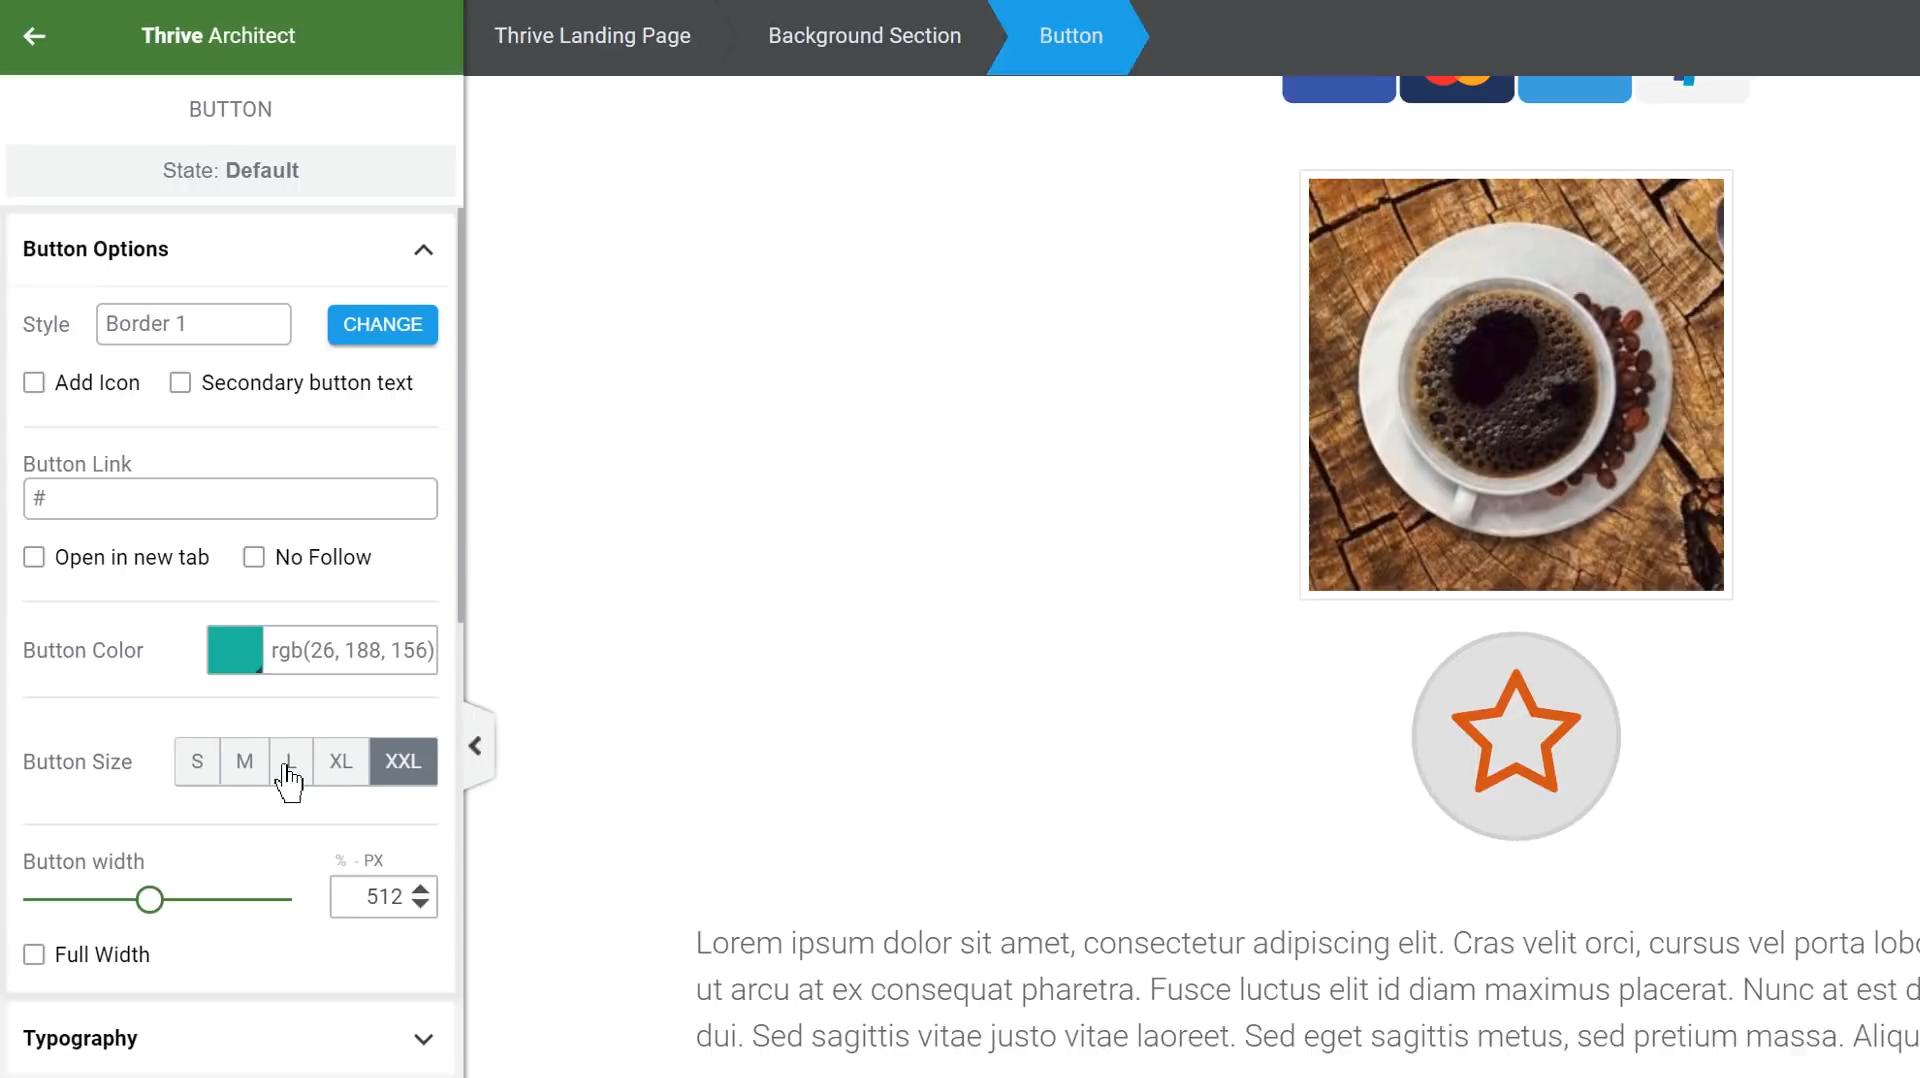 Thrive Architect
Thrive Landing Page
Background Section
Button
BUTTON
State: Default
Button Options
Style
Border 1
CHANGE
Add Icon
Secondary button text
Button Link
#
Open in new tab
No Follow
Button Color
rgb(26, 188, 156)
Button Size
S
M
L
XL
XXL
Button width
% - PX
512
Full Width
Typography
Lorem ipsum dolor sit amet, consectetur adipiscing elit. Cras velit orci, cursus vel porta
ut arcu at ex consequat pharetra. Fusce luctus elit id diam maximus placerat. Nunc at est
dui. Sed sagittis vitae justo vitae laoreet. Sed eget sagittis metus, sed pretium massa.